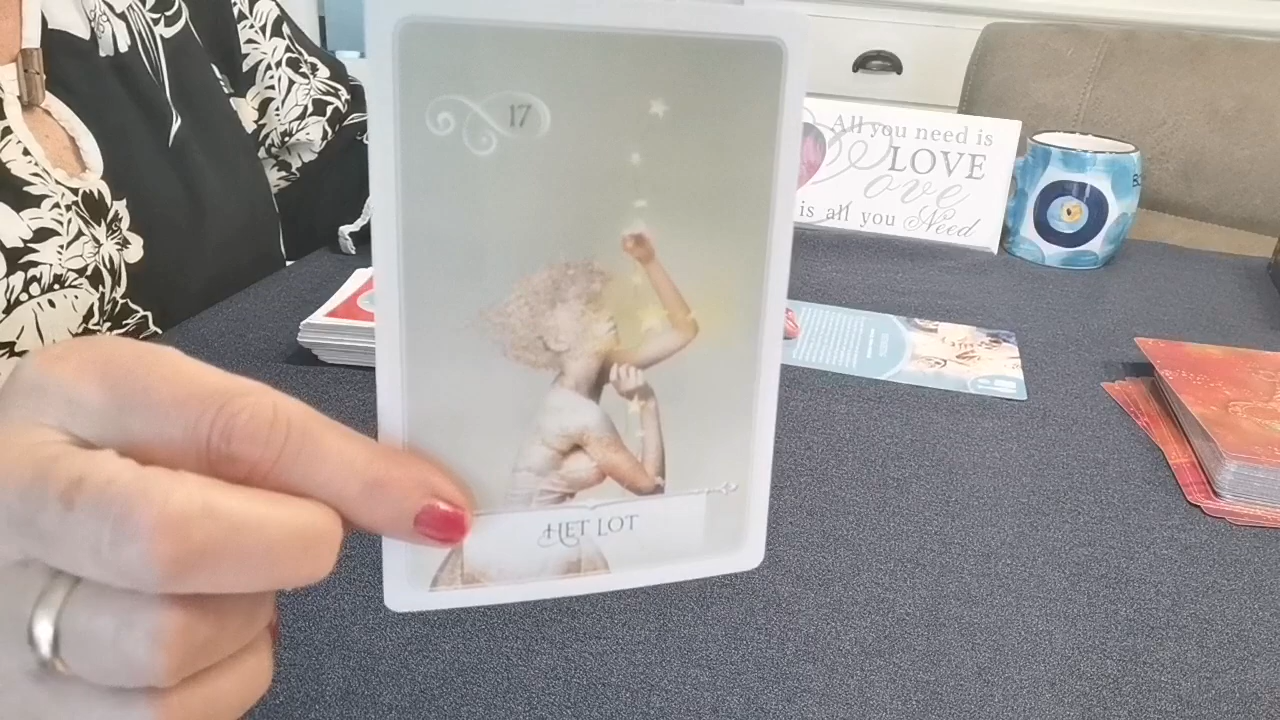 17
HET LOT
All you need is
LOVE
Love
is all you Need